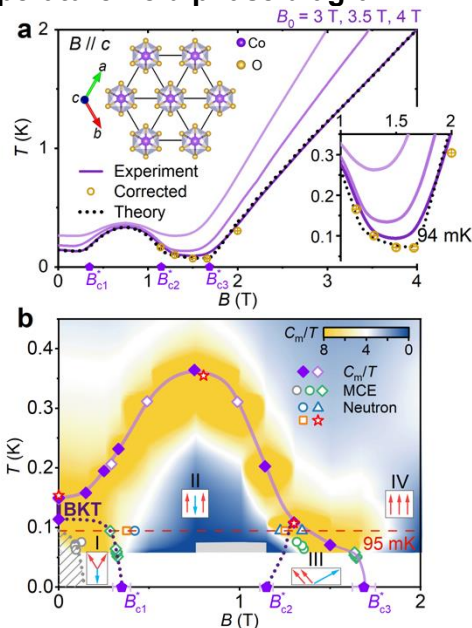 B₀ = 3 T, 3.5 T, 4 T
a
2
B // c
a
c
b
Co
O
Experiment
Corrected
Theory
T (K)
1
0
1 1.5 2
0.3
0.2
0.1
94 mK
0 1 2 3 4
B*c1 B*c2 B*c3
B (T)
b
0.4
Cm/T
8 4 0
Cm/T
MCE
Neutron
T (K)
0.3
0.2
II
IV
BKT
0.1
I
95 mK
III
0.0
0 1 2
B*c1 B*c2 B*c3
B (T)